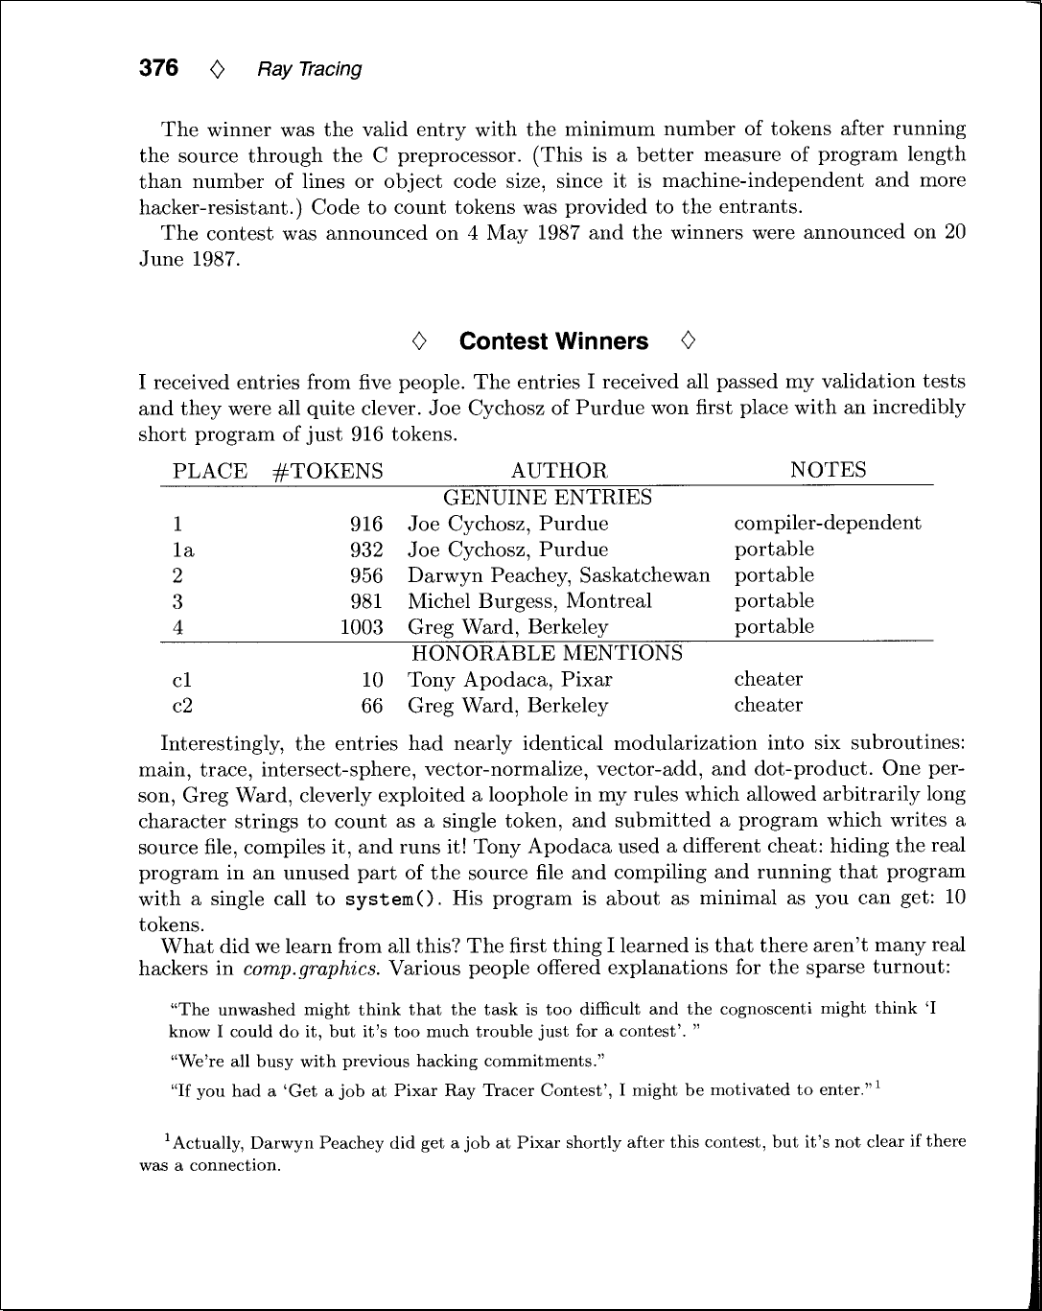 376 ◇ Ray Tracing
The winner was the valid entry with the minimum number of tokens after running
the source through the C preprocessor. (This is a better measure of program length
than number of lines or object code size, since it is machine-independent and more
hacker-resistant.) Code to count tokens was provided to the entrants.
The contest was announced on 4 May 1987 and the winners were announced on 20
June 1987.
◇ Contest Winners ◇
I received entries from five people. The entries I received all passed my validation tests
and they were all quite clever. Joe Cychosz of Purdue won first place with an incredibly
short program of just 916 tokens.
PLACE #TOKENS AUTHOR NOTES
GENUINE ENTRIES
1 916 Joe Cychosz, Purdue compiler-dependent
1a 932 Joe Cychosz, Purdue portable
2 956 Darwyn Peachey, Saskatchewan portable
3 981 Michel Burgess, Montreal portable
4 1003 Greg Ward, Berkeley portable
HONORABLE MENTIONS
c1 10 Tony Apodaca, Pixar cheater
c2 66 Greg Ward, Berkeley cheater
Interestingly, the entries had nearly identical modularization into six subroutines:
main, trace, intersect-sphere, vector-normalize, vector-add, and dot-product. One per-
son, Greg Ward, cleverly exploited a loophole in my rules which allowed arbitrarily long
character strings to count as a single token, and submitted a program which writes a
source file, compiles it, and runs it! Tony Apodaca used a different cheat: hiding the real
program in an unused part of the source file and compiling and running that program
with a single call to system(). His program is about as minimal as you can get: 10
tokens.
What did we learn from all this? The first thing I learned is that there aren't many real
hackers in comp.graphics. Various people offered explanations for the sparse turnout:
“The unwashed might think that the task is too difficult and the cognoscenti might think ‘I
know I could do it, but it's too much trouble just for a contest’. ”
“We're all busy with previous hacking commitments.”
“If you had a ‘Get a job at Pixar Ray Tracer Contest’, I might be motivated to enter.”1
1Actually, Darwyn Peachey did get a job at Pixar shortly after this contest, but it's not clear if there
was a connection.